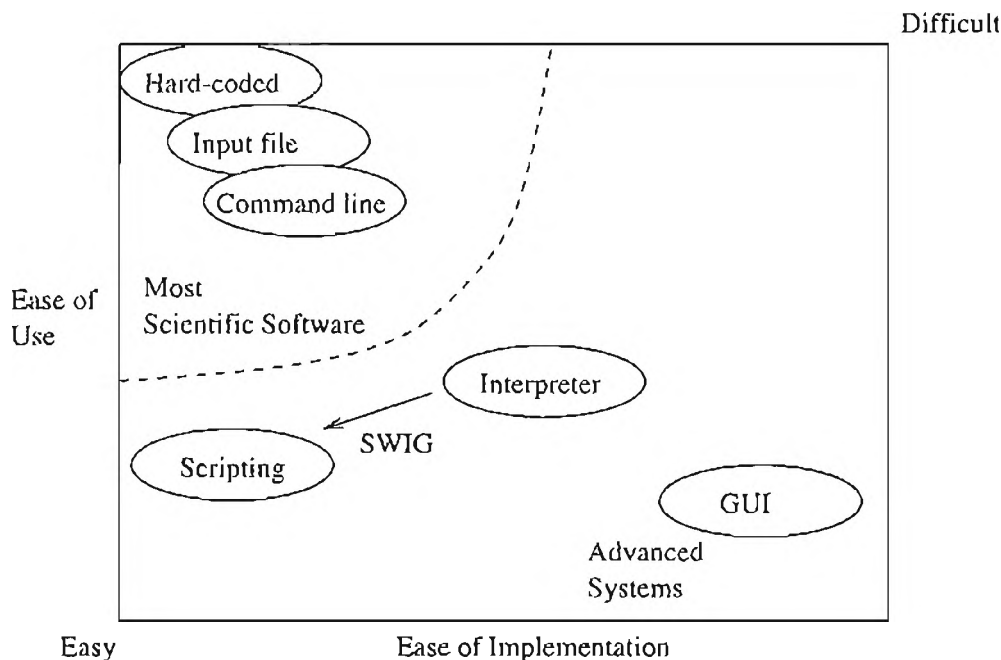 Difficult
Hard-coded
Input file
Command line
Ease of
Use
Most
Scientific Software
Interpreter
SWIG
Scripting
GUI
Advanced
Systems
Easy
Ease of Implementation